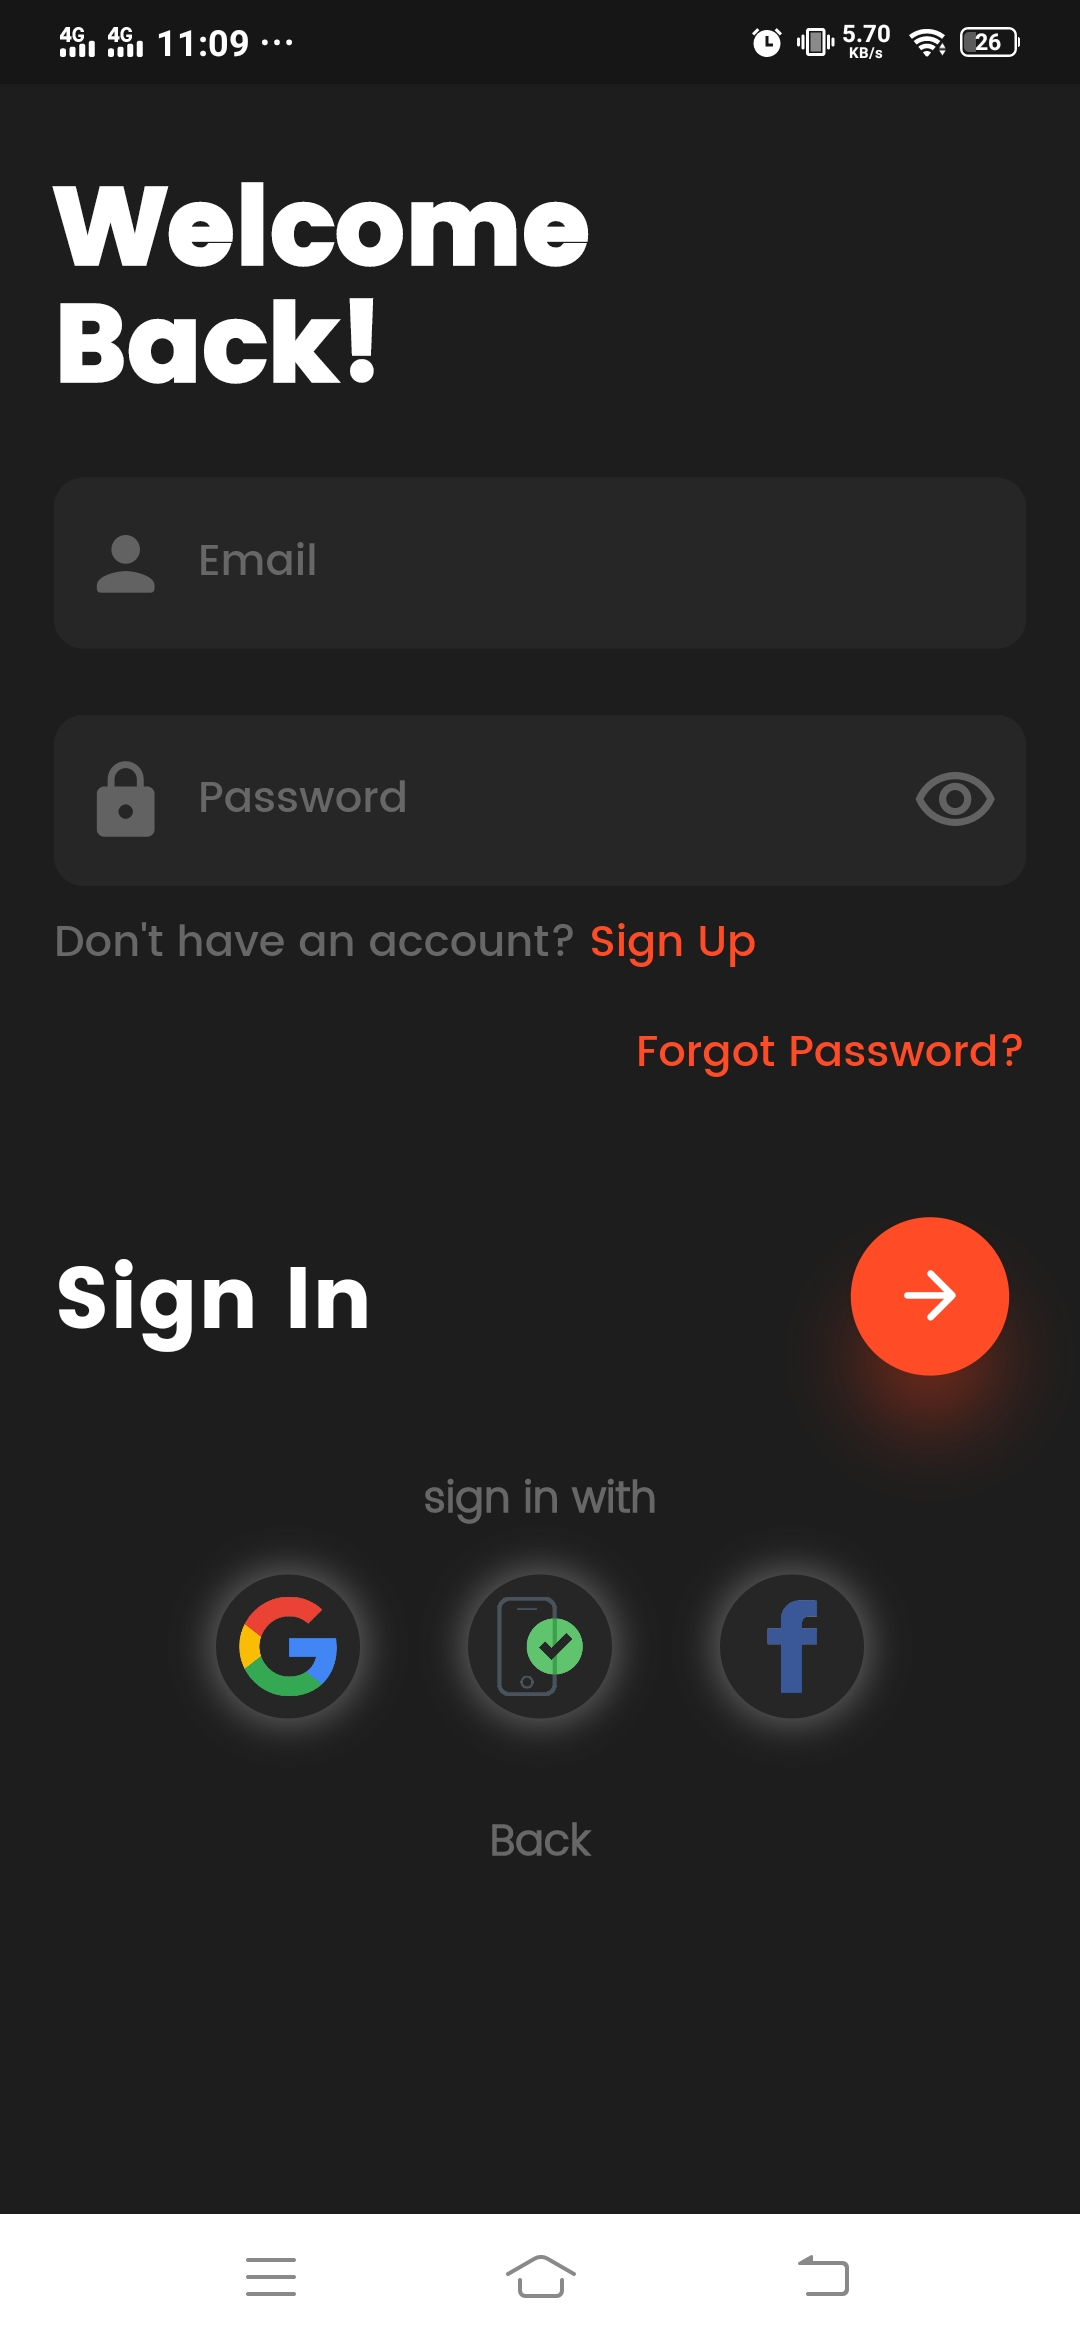 4G 4G 11:09 ... 5.70 KB/s 26
Welcome
Back!
Email
Password
Don't have an account? Sign Up
Forgot Password?
Sign In
sign in with
Back